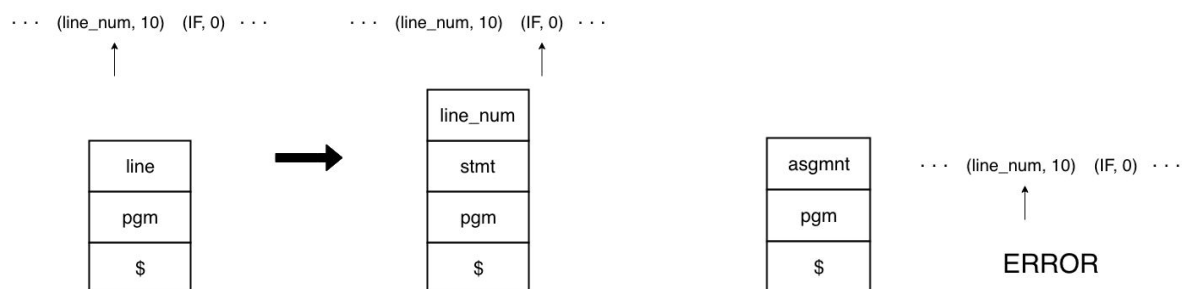 · · · (line_num, 10) (IF, 0) · · ·
line
pgm
$
· · · (line_num, 10) (IF, 0) · · ·
line_num
stmt
pgm
$
asgmnt
pgm
$
· · · (line_num, 10) (IF, 0) · · ·
ERROR